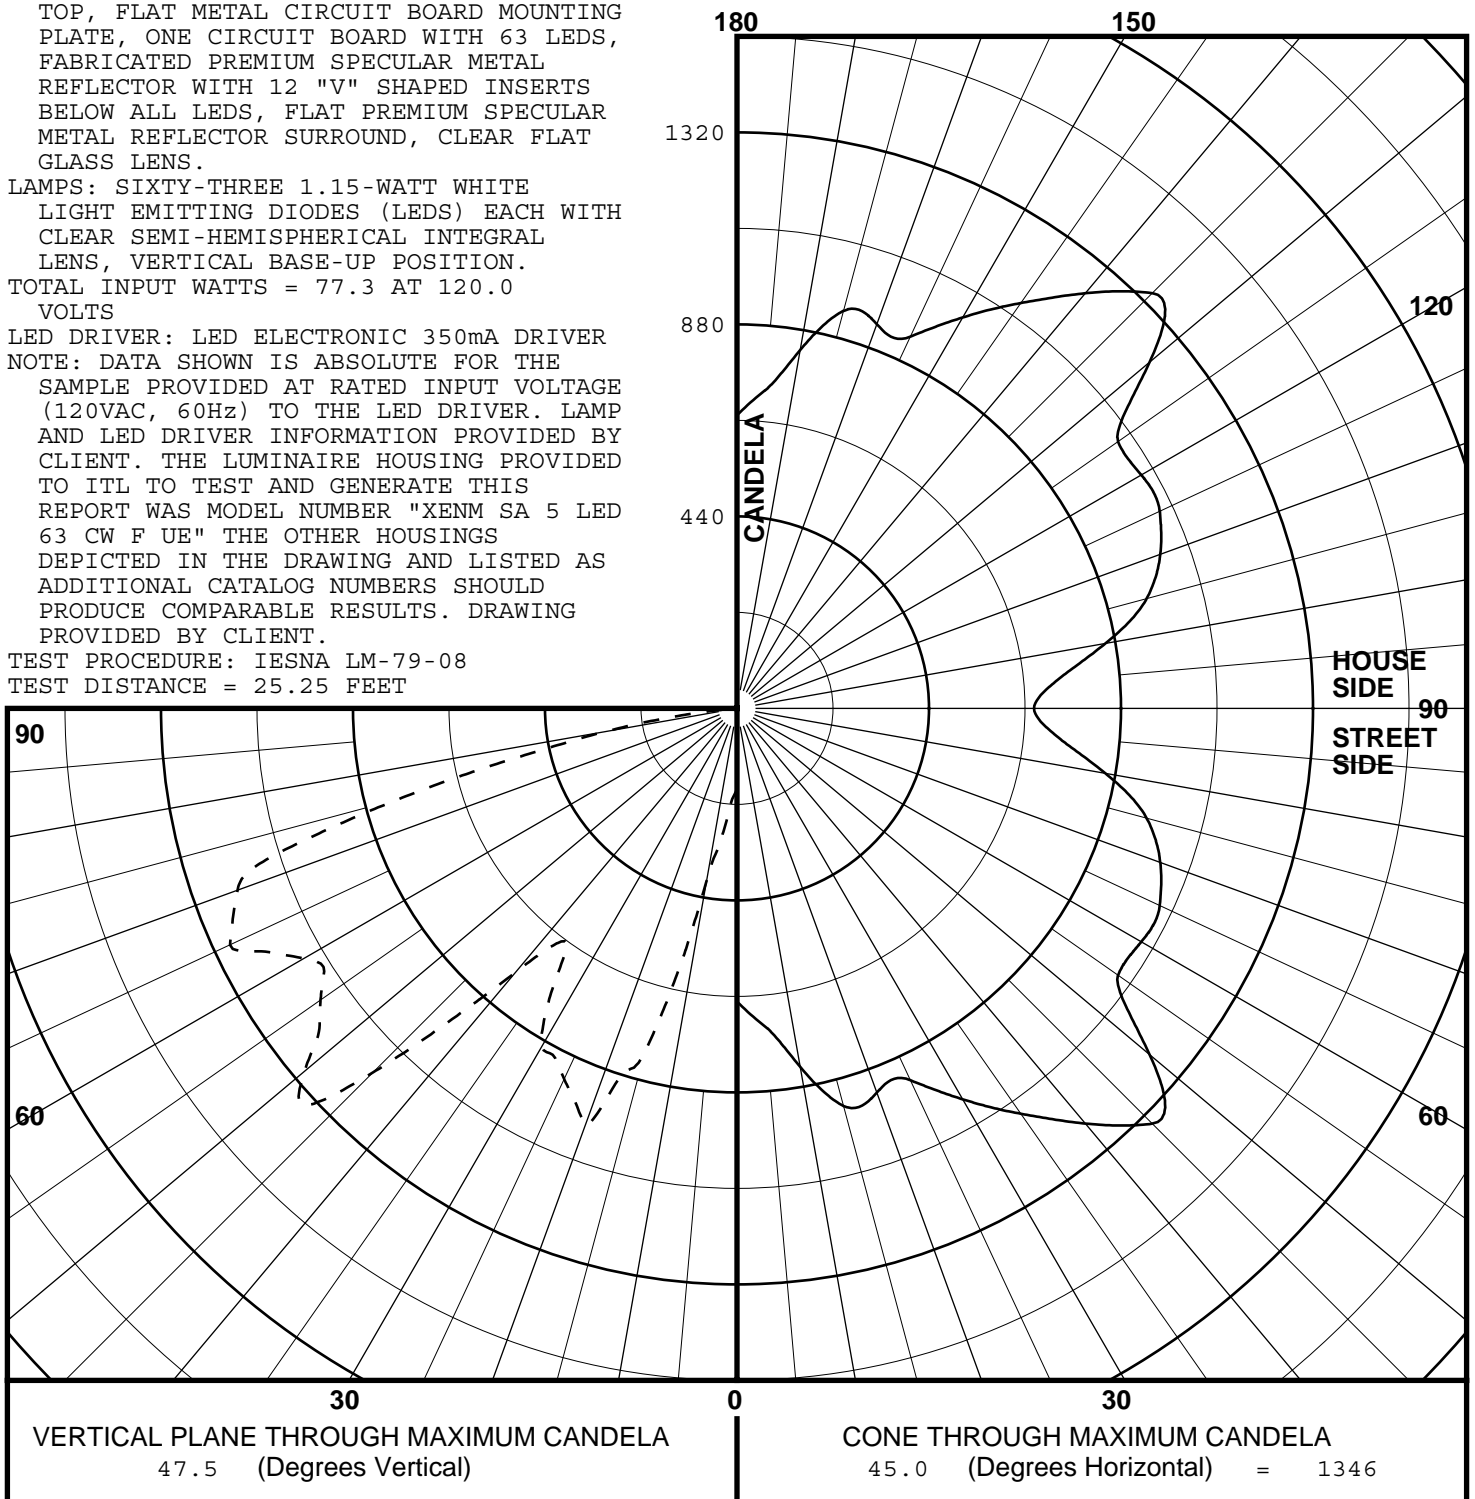 TOP, FLAT METAL CIRCUIT BOARD MOUNTING
PLATE, ONE CIRCUIT BOARD WITH 63 LEDS,
FABRICATED PREMIUM SPECULAR METAL
REFLECTOR WITH 12 "V" SHAPED INSERTS
BELOW ALL LEDS, FLAT PREMIUM SPECULAR
METAL REFLECTOR SURROUND, CLEAR FLAT
GLASS LENS.
LAMPS: SIXTY-THREE 1.15-WATT WHITE
LIGHT EMITTING DIODES (LEDS) EACH WITH
CLEAR SEMI-HEMISPHERICAL INTEGRAL
LENS, VERTICAL BASE-UP POSITION.
TOTAL INPUT WATTS = 77.3 AT 120.0
VOLTS
LED DRIVER: LED ELECTRONIC 350mA DRIVER
NOTE: DATA SHOWN IS ABSOLUTE FOR THE
SAMPLE PROVIDED AT RATED INPUT VOLTAGE
(120VAC, 60Hz) TO THE LED DRIVER. LAMP
AND LED DRIVER INFORMATION PROVIDED BY
CLIENT. THE LUMINAIRE HOUSING PROVIDED
TO ITL TO TEST AND GENERATE THIS
REPORT WAS MODEL NUMBER "XENM SA 5 LED
63 CW F UE" THE OTHER HOUSINGS
DEPICTED IN THE DRAWING AND LISTED AS
ADDITIONAL CATALOG NUMBERS SHOULD
PRODUCE COMPARABLE RESULTS. DRAWING
PROVIDED BY CLIENT.
TEST PROCEDURE: IESNA LM-79-08
TEST DISTANCE = 25.25 FEET
180
150
1320
120
880
CANDELA
440
HOUSE
SIDE
90
STREET
SIDE
90
60
60
30
0
30
VERTICAL PLANE THROUGH MAXIMUM CANDELA
47.5 (Degrees Vertical)
CONE THROUGH MAXIMUM CANDELA
45.0 (Degrees Horizontal) = 1346